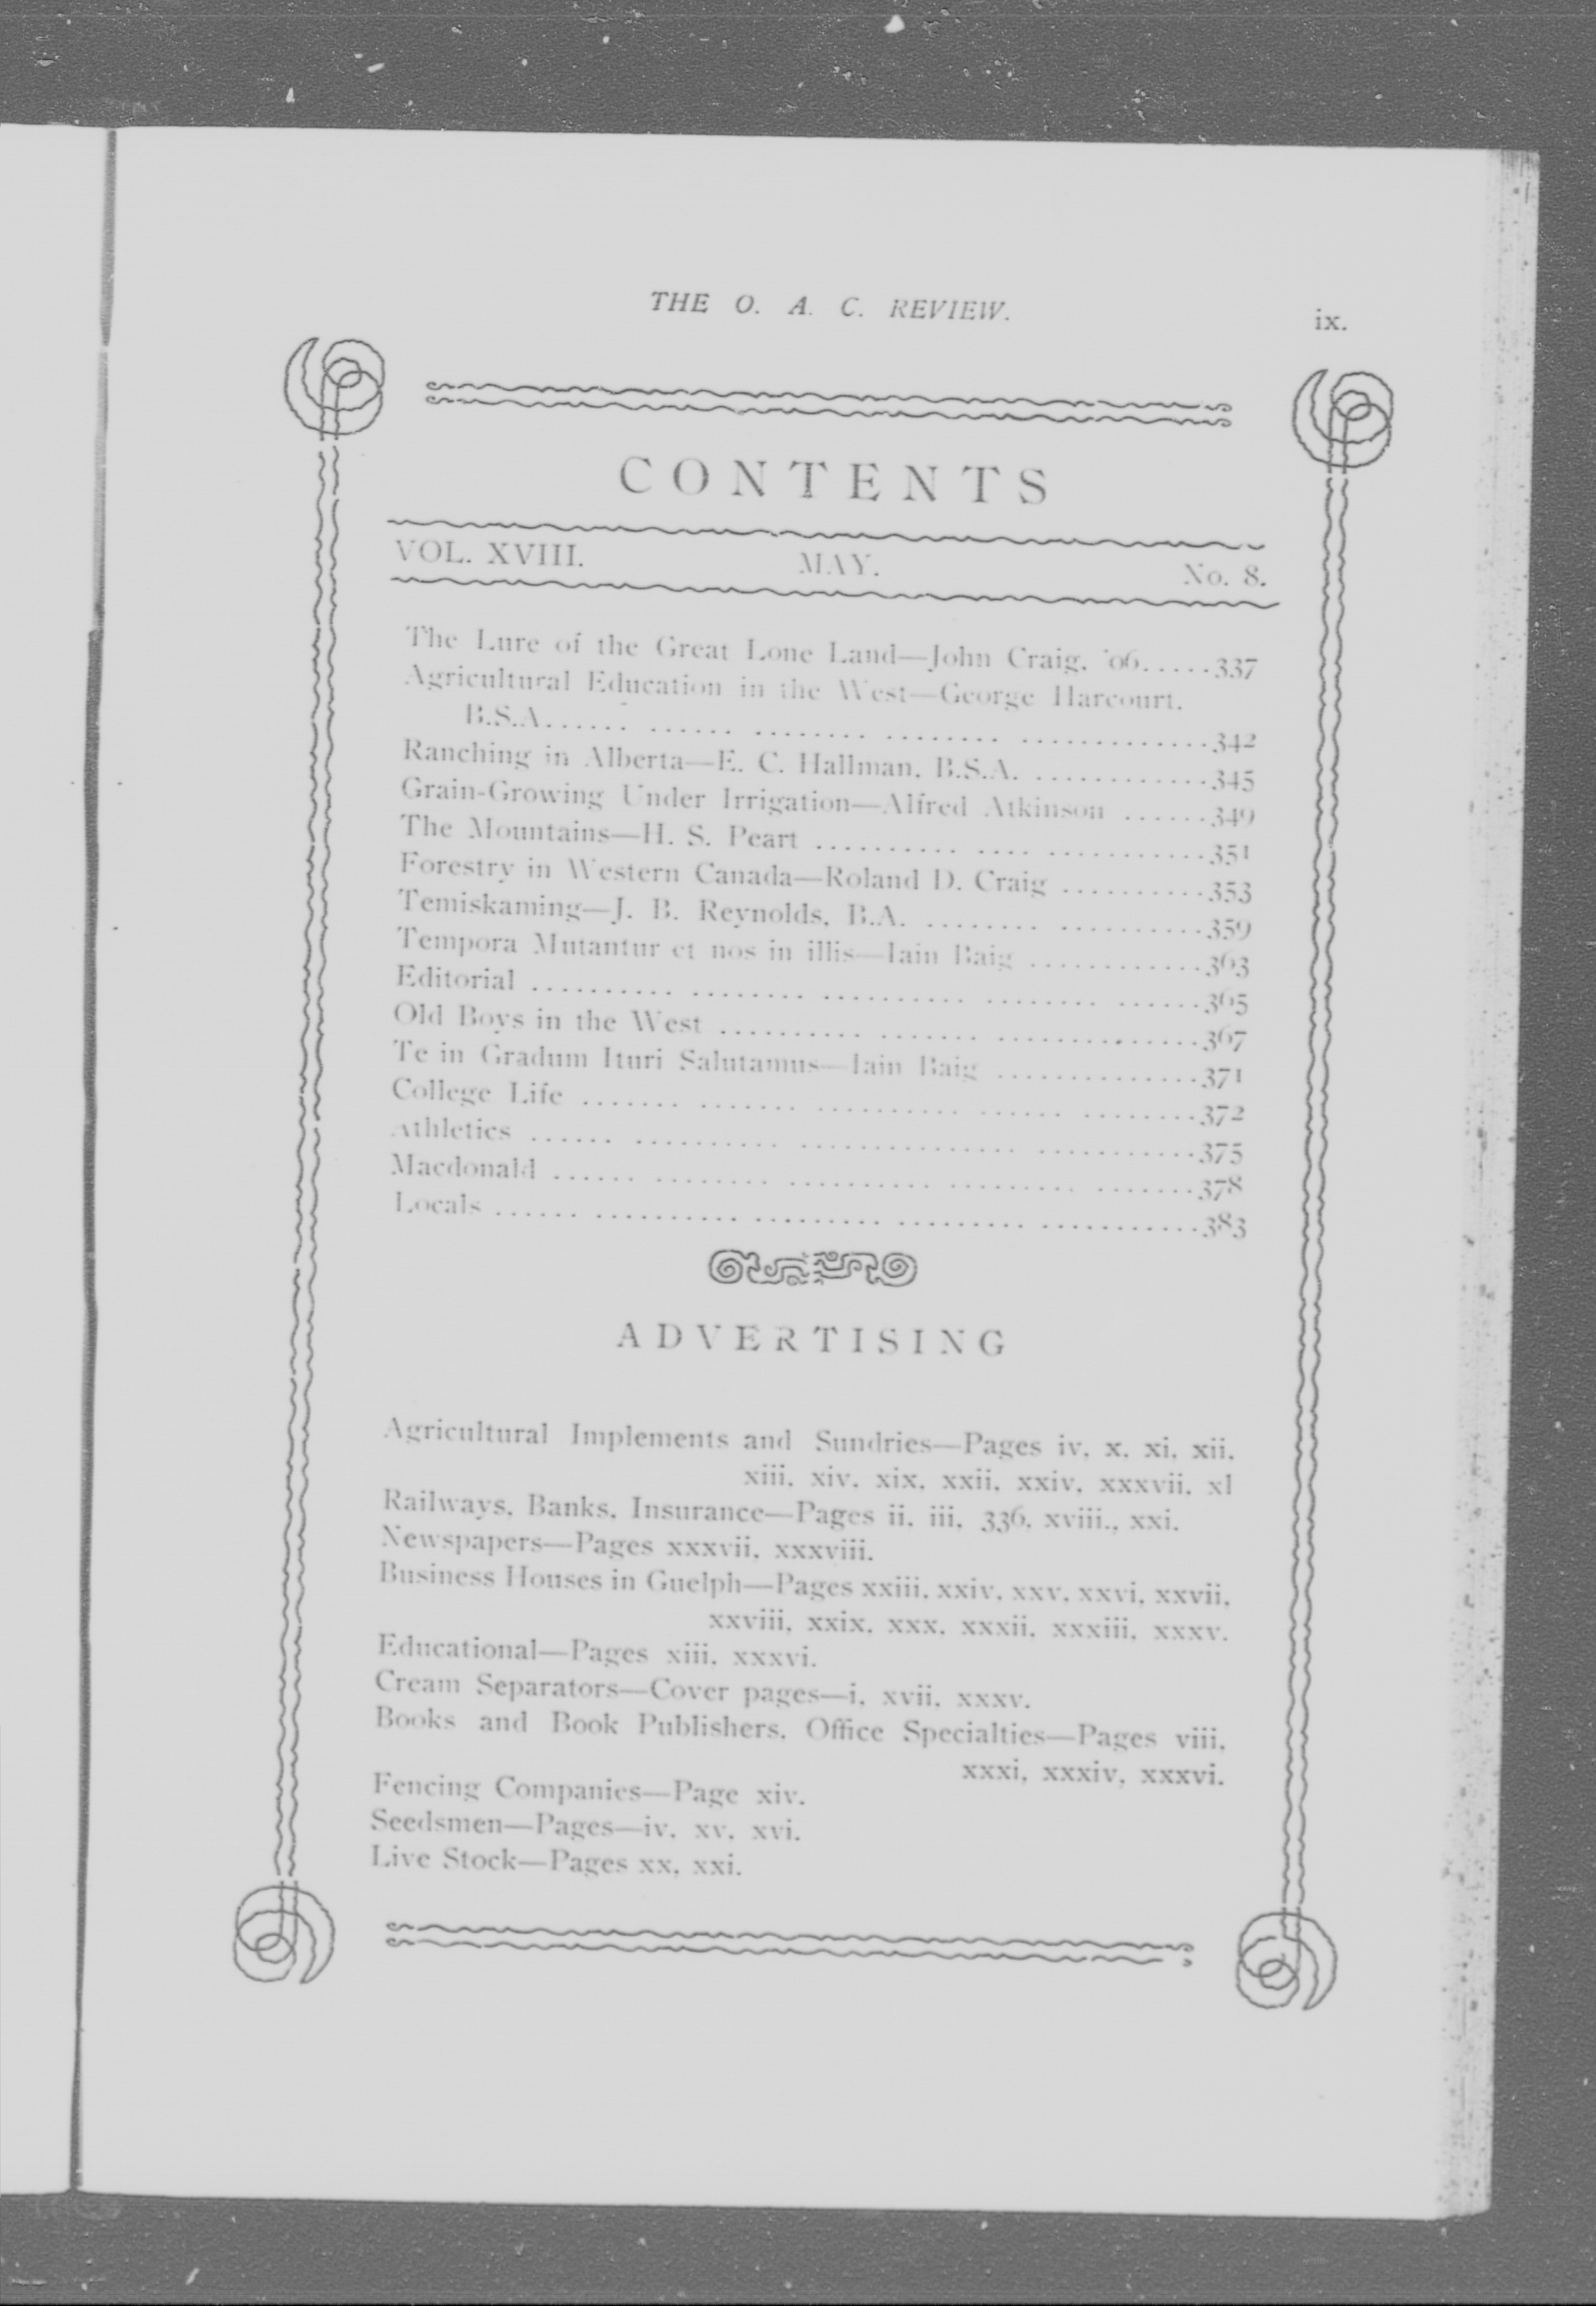 THE O. A. C. REVIEW.
ix.
CONTENTS
VOL. XVIII. MAY. No. 8.
The Lure of the Great Lone Land—John Craig, '06.....337
Agricultural Education in the West—George Harcourt,
B.S.A...... ...... ........ ........ .............342
Ranching in Alberta—E. C. Hallman, B.S.A. ............345
Grain-Growing Under Irrigation—Alfred Atkinson ......349
The Mountains—H. S. Peart .......... .... ...........351
Forestry in Western Canada—Roland D. Craig ..........353
Temiskaming—J. B. Reynolds, B.A. ........ ..........359
Tempora Mutantur et nos in illis—Iain Baig ............363
Editorial .......... ........ .......... ........ ......365
Old Boys in the West .......... ....... ..............367
Te in Gradum Ituri Salutamus—Iain Baig ..............371
College Life ....... ....... .......... ...... ........372
Athletics ...... .......... .......... ...........375
Macdonald ...... ........ .......... ......... .......378
Locals ...... .......... ......... ......... ...........383
ADVERTISING
Agricultural Implements and Sundries—Pages iv, x, xi, xii,
xiii, xiv, xix, xxii, xxiv, xxxvii, xl
Railways, Banks, Insurance—Pages ii, iii, 336, xviii., xxi.
Newspapers—Pages xxxvii, xxxviii.
Business Houses in Guelph—Pages xxiii, xxiv, xxv, xxvi, xxvii,
xxviii, xxix, xxx, xxxii, xxxiii, xxxv.
Educational—Pages xiii, xxxvi.
Cream Separators—Cover pages—i, xvii, xxxv.
Books and Book Publishers, Office Specialties—Pages viii,
xxxi, xxxiv, xxxvi.
Fencing Companies—Page xiv.
Seedsmen—Pages—iv, xv, xvi.
Live Stock—Pages xx, xxi.